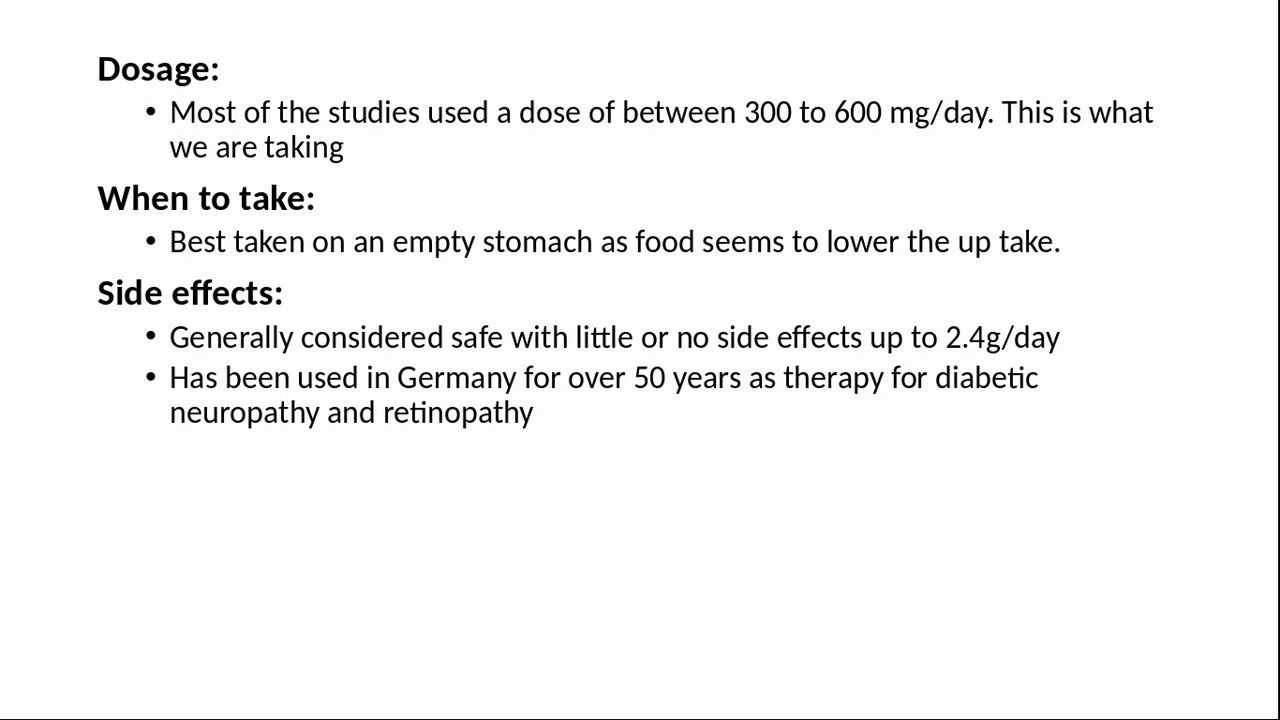 Dosage:
• Most of the studies used a dose of between 300 to 600 mg/day. This is what
we are taking
When to take:
• Best taken on an empty stomach as food seems to lower the up take.
Side effects:
• Generally considered safe with little or no side effects up to 2.4g/day
• Has been used in Germany for over 50 years as therapy for diabetic
neuropathy and retinopathy